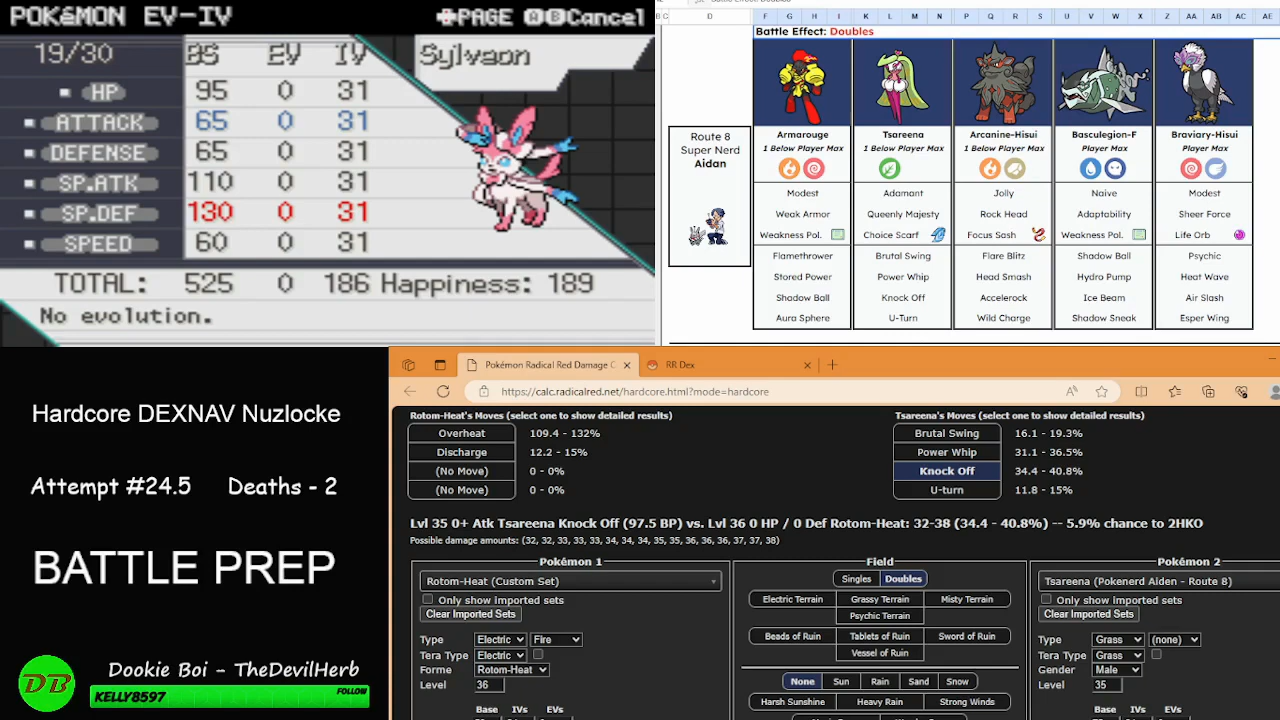 POKéMON EV-IV
PAGE A B Cancel
19/30 BS EV IV Sylvaon
HP 95 0 31
ATTACK 65 0 31
DEFENSE 65 0 31
SP.ATK 110 0 31
SP.DEF 130 0 31
SPEED 60 0 31
TOTAL: 525 0 186 Happiness: 189
No evolution.
B C D F G H I K L M N P Q R S U V W X Z AA AB AC AE
Battle Effect: Doubles
Route 8
Super Nerd
Aidan
Armarouge Tsareena Arcanine-Hisui Basculegion-F Braviary-Hisui
1 Below Player Max 1 Below Player Max 1 Below Player Max Player Max Player Max
Modest Adamant Jolly Naive Modest
Weak Armor Queenly Majesty Rock Head Adaptability Sheer Force
Weakness Pol. Choice Scarf Focus Sash Weakness Pol. Life Orb
Flamethrower Brutal Swing Flare Blitz Shadow Ball Psychic
Stored Power Power Whip Head Smash Hydro Pump Heat Wave
Shadow Ball Knock Off Accelerock Ice Beam Air Slash
Aura Sphere U-Turn Wild Charge Shadow Sneak Esper Wing
Hardcore DEXNAV Nuzlocke
Attempt #24.5 Deaths - 2
BATTLE PREP
DB
Dookie Boi - TheDevilHerb
KELLY8597 FOLLOW
Pokémon Radical Red Damage C RR Dex
https://calc.radicalred.net/hardcore.html?mode=hardcore
Rotom-Heat's Moves (select one to show detailed results) Tsareena's Moves (select one to show detailed results)
Overheat 109.4 - 132% Brutal Swing 16.1 - 19.3%
Discharge 12.2 - 15% Power Whip 31.1 - 36.5%
(No Move) 0 - 0% Knock Off 34.4 - 40.8%
(No Move) 0 - 0% U-turn 11.8 - 15%
Lvl 35 0+ Atk Tsareena Knock Off (97.5 BP) vs. Lvl 36 0 HP / 0 Def Rotom-Heat: 32-38 (34.4 - 40.8%) -- 5.9% chance to 2HKO
Possible damage amounts: (32, 32, 33, 33, 33, 34, 34, 34, 35, 35, 36, 36, 36, 37, 37, 38)
Pokémon 1 Field Pokémon 2
Rotom-Heat (Custom Set) Singles Doubles Tsareena (Pokenerd Aiden - Route 8)
Only show imported sets Electric Terrain Grassy Terrain Misty Terrain Only show imported sets
Clear Imported Sets Psychic Terrain Clear Imported Sets
Beads of Ruin Tablets of Ruin Sword of Ruin
Type Electric Fire Type Grass (none)
Tera Type Electric Vessel of Ruin Tera Type Grass
Forme Rotom-Heat Gender Male
Level 36 None Sun Rain Sand Snow Level 35
Harsh Sunshine Heavy Rain Strong Winds
Base IVs EVs Base IVs EVs